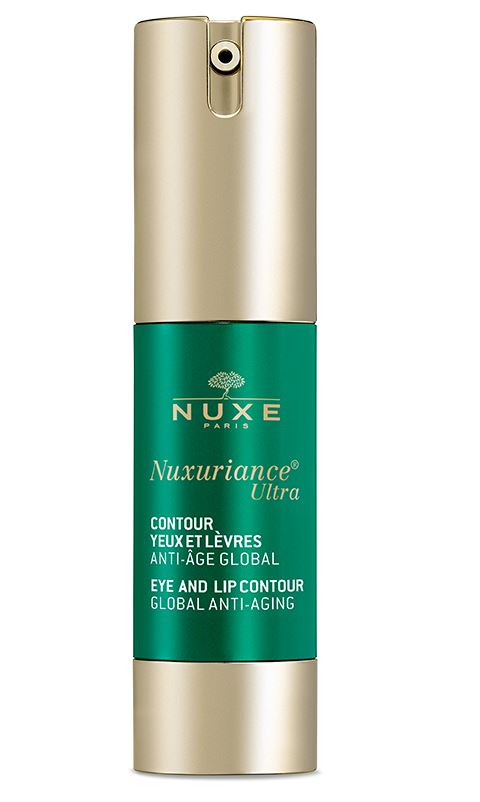 NUXE
PARIS
Nuxuriance®
Ultra
CONTOUR
YEUX ET LÈVRES
ANTI-ÂGE GLOBAL
EYE AND LIP CONTOUR
GLOBAL ANTI-AGING